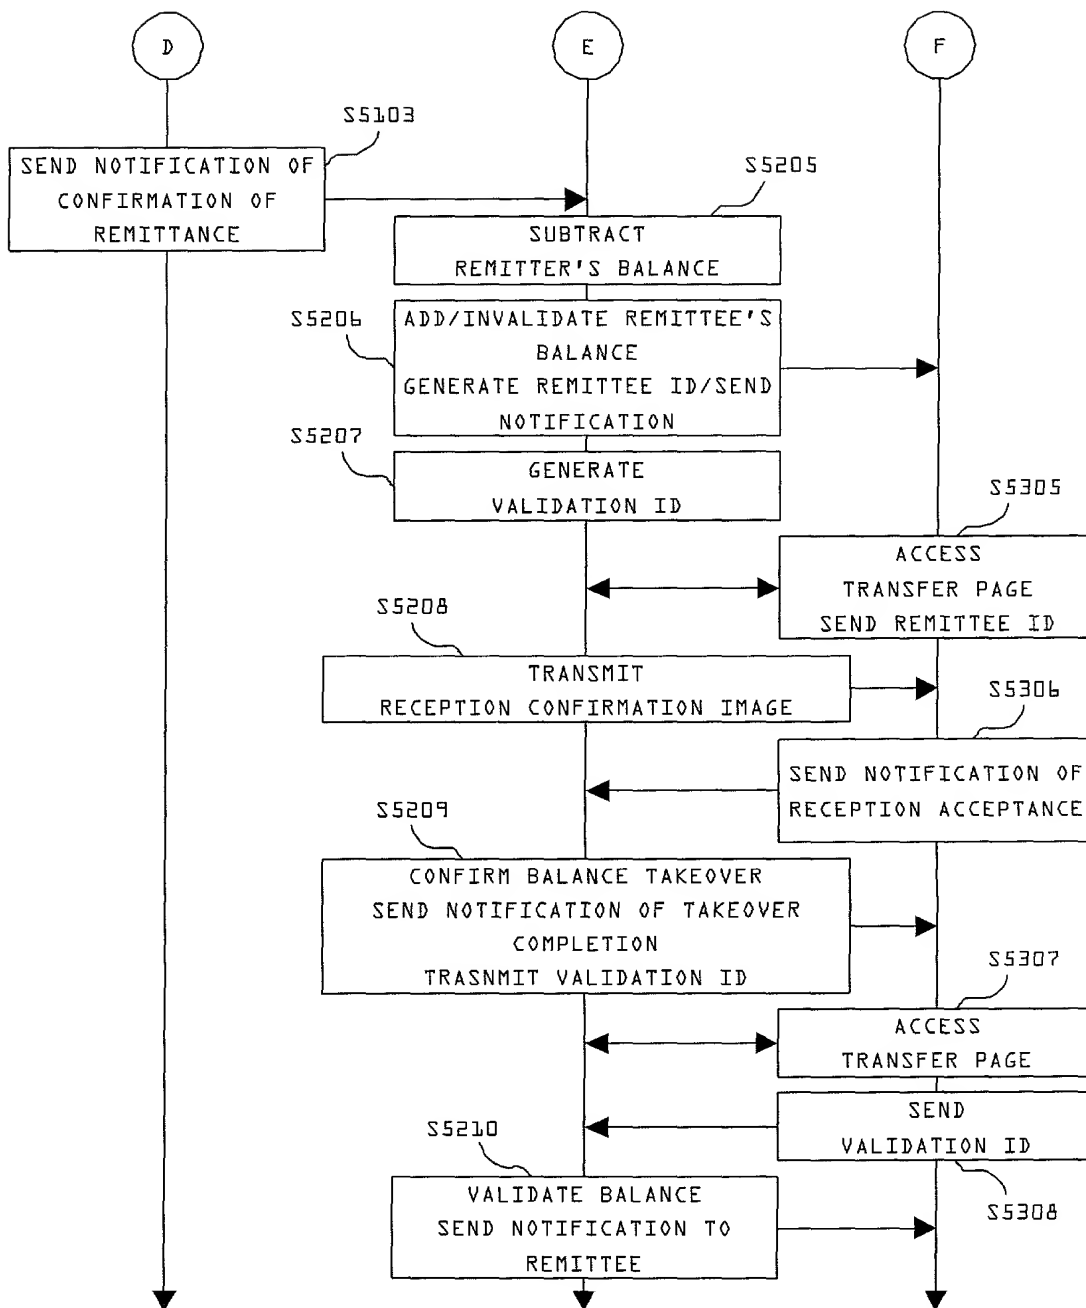 D
E
F
S5103
SEND NOTIFICATION OF
CONFIRMATION OF
REMITTANCE
S5205
SUBTRACT
REMITTER'S BALANCE
S5206
ADD/INVALIDATE REMITTEE'S
BALANCE
GENERATE REMITTEE ID/SEND
NOTIFICATION
S5207
GENERATE
VALIDATION ID
S5305
ACCESS
TRANSFER PAGE
SEND REMITTEE ID
S5208
TRANSMIT
RECEPTION CONFIRMATION IMAGE
S5306
SEND NOTIFICATION OF
RECEPTION ACCEPTANCE
S5209
CONFIRM BALANCE TAKEOVER
SEND NOTIFICATION OF TAKEOVER
COMPLETION
TRASNMIT VALIDATION ID
S5307
ACCESS
TRANSFER PAGE
SEND
VALIDATION ID
S5308
S5210
VALIDATE BALANCE
SEND NOTIFICATION TO
REMITTEE